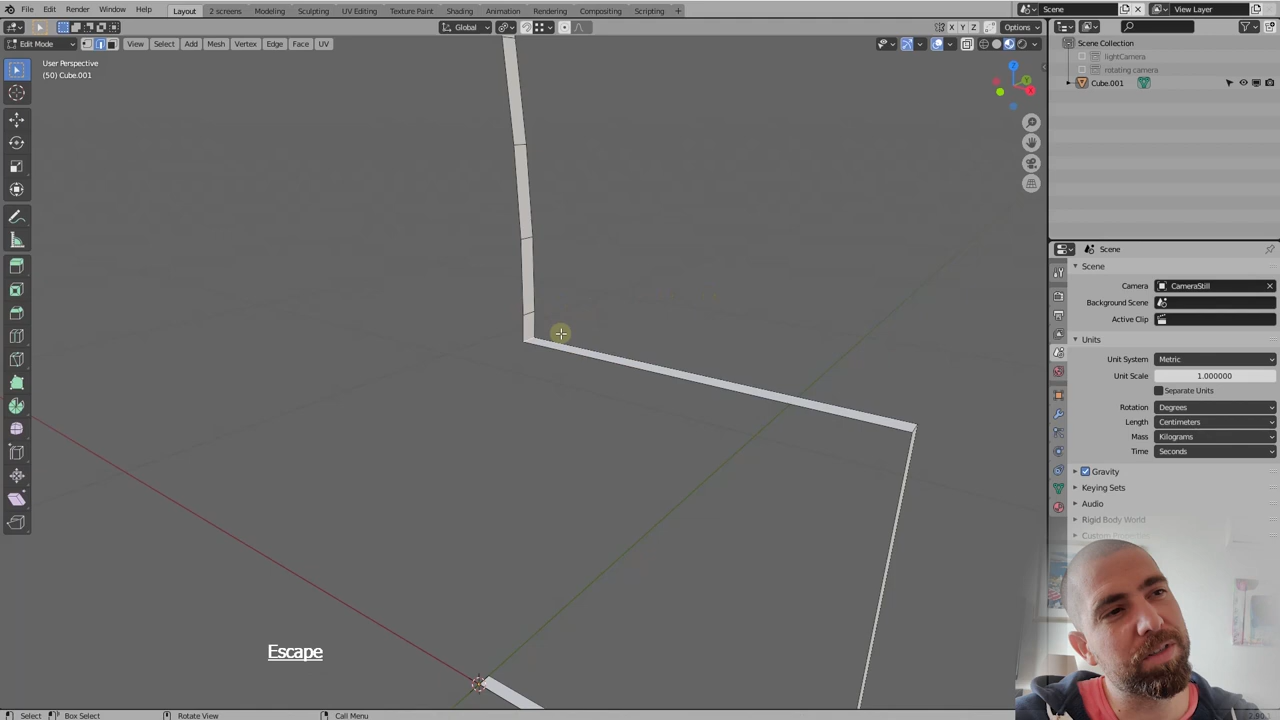 File Edit Render Window Help Layout 2 screens Modeling Sculpting UV Editing Texture Paint Shading Animation Rendering Compositing Scripting + Scene View Layer
Global X Y Z Options
Edit Mode View Select Add Mesh Vertex Edge Face UV
User Perspective
(50) Cube.001
Scene Collection
lightCamera
rotating camera
Cube.001
Scene
Scene
Camera CameraStill
Background Scene
Active Clip
Units
Unit System Metric
Unit Scale 1.000000
Separate Units
Rotation Degrees
Length Centimeters
Mass Kilograms
Time Seconds
Gravity
Keying Sets
Audio
Rigid Body World
Escape
Select Box Select Rotate View Call Menu